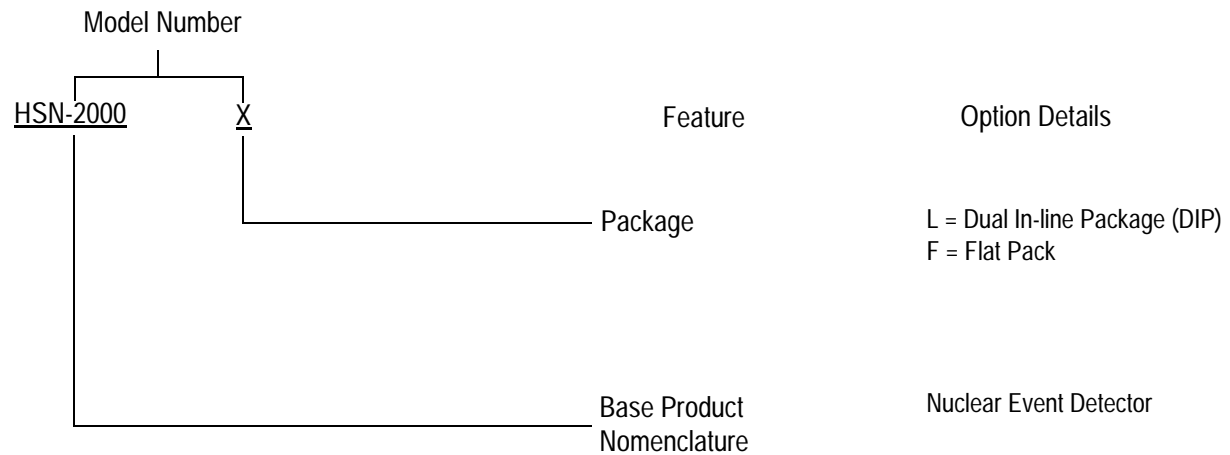 Model Number
HSN-2000 X
Feature Option Details
Package
L = Dual In-line Package (DIP)
F = Flat Pack
Base Product
Nomenclature
Nuclear Event Detector